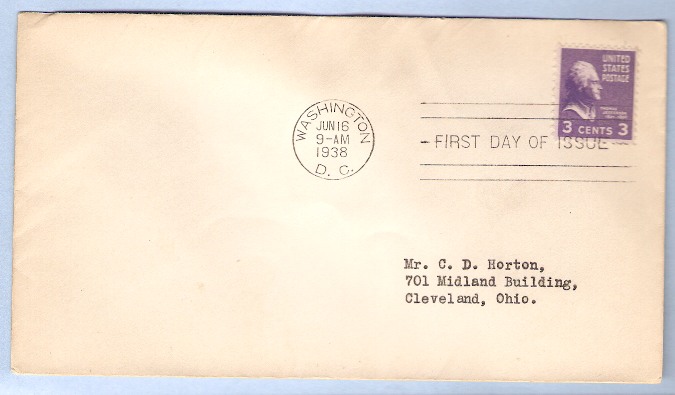 UNITED
STATES
POSTAGE
3 CENTS 3
WASHINGTON
JUN 16
9-AM
1938
D. C.
FIRST DAY OF ISSUE
Mr. C. D. Horton,
701 Midland Building,
Cleveland, Ohio.